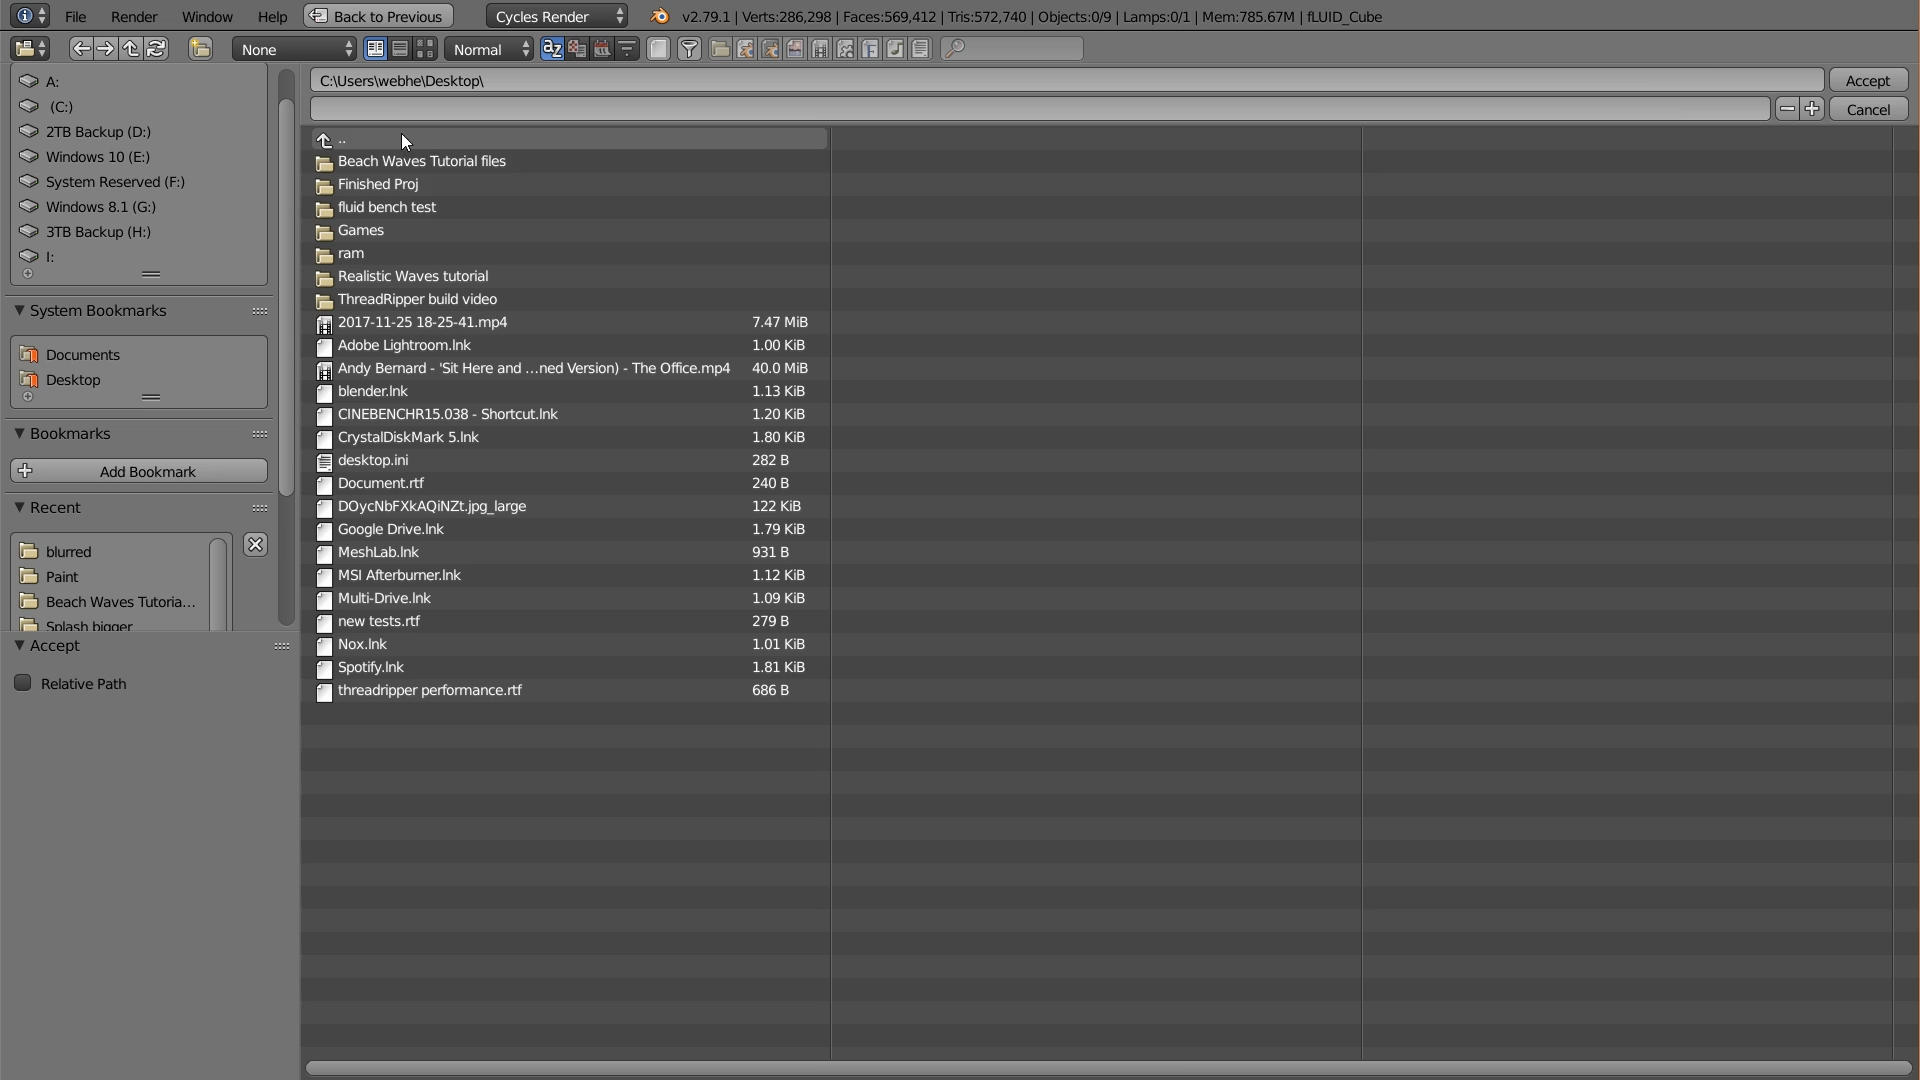 File Render Window Help Back to Previous Cycles Render v2.79.1 | Verts:286,298 | Faces:569,412 | Tris:572,740 | Objects:0/9 | Lamps:0/1 | Mem:785.67M | fLUID_Cube
None Normal
A:
(C:)
2TB Backup (D:)
Windows 10 (E:)
System Reserved (F:)
Windows 8.1 (G:)
3TB Backup (H:)
I:
System Bookmarks
Documents
Desktop
Bookmarks
Add Bookmark
Recent
blurred
Paint
Beach Waves Tutoria...
Splash bigger
Accept
Relative Path
C:\Users\webhe\Desktop\
Accept
Cancel
..
Beach Waves Tutorial files
Finished Proj
fluid bench test
Games
ram
Realistic Waves tutorial
ThreadRipper build video
2017-11-25 18-25-41.mp4 7.47 MiB
Adobe Lightroom.lnk 1.00 KiB
Andy Bernard - 'Sit Here and ...ned Version) - The Office.mp4 40.0 MiB
blender.lnk 1.13 KiB
CINEBENCHR15.038 - Shortcut.lnk 1.20 KiB
CrystalDiskMark 5.lnk 1.80 KiB
desktop.ini 282 B
Document.rtf 240 B
DOycNbFXkAQiNZt.jpg_large 122 KiB
Google Drive.lnk 1.79 KiB
MeshLab.lnk 931 B
MSI Afterburner.lnk 1.12 KiB
Multi-Drive.lnk 1.09 KiB
new tests.rtf 279 B
Nox.lnk 1.01 KiB
Spotify.lnk 1.81 KiB
threadripper performance.rtf 686 B